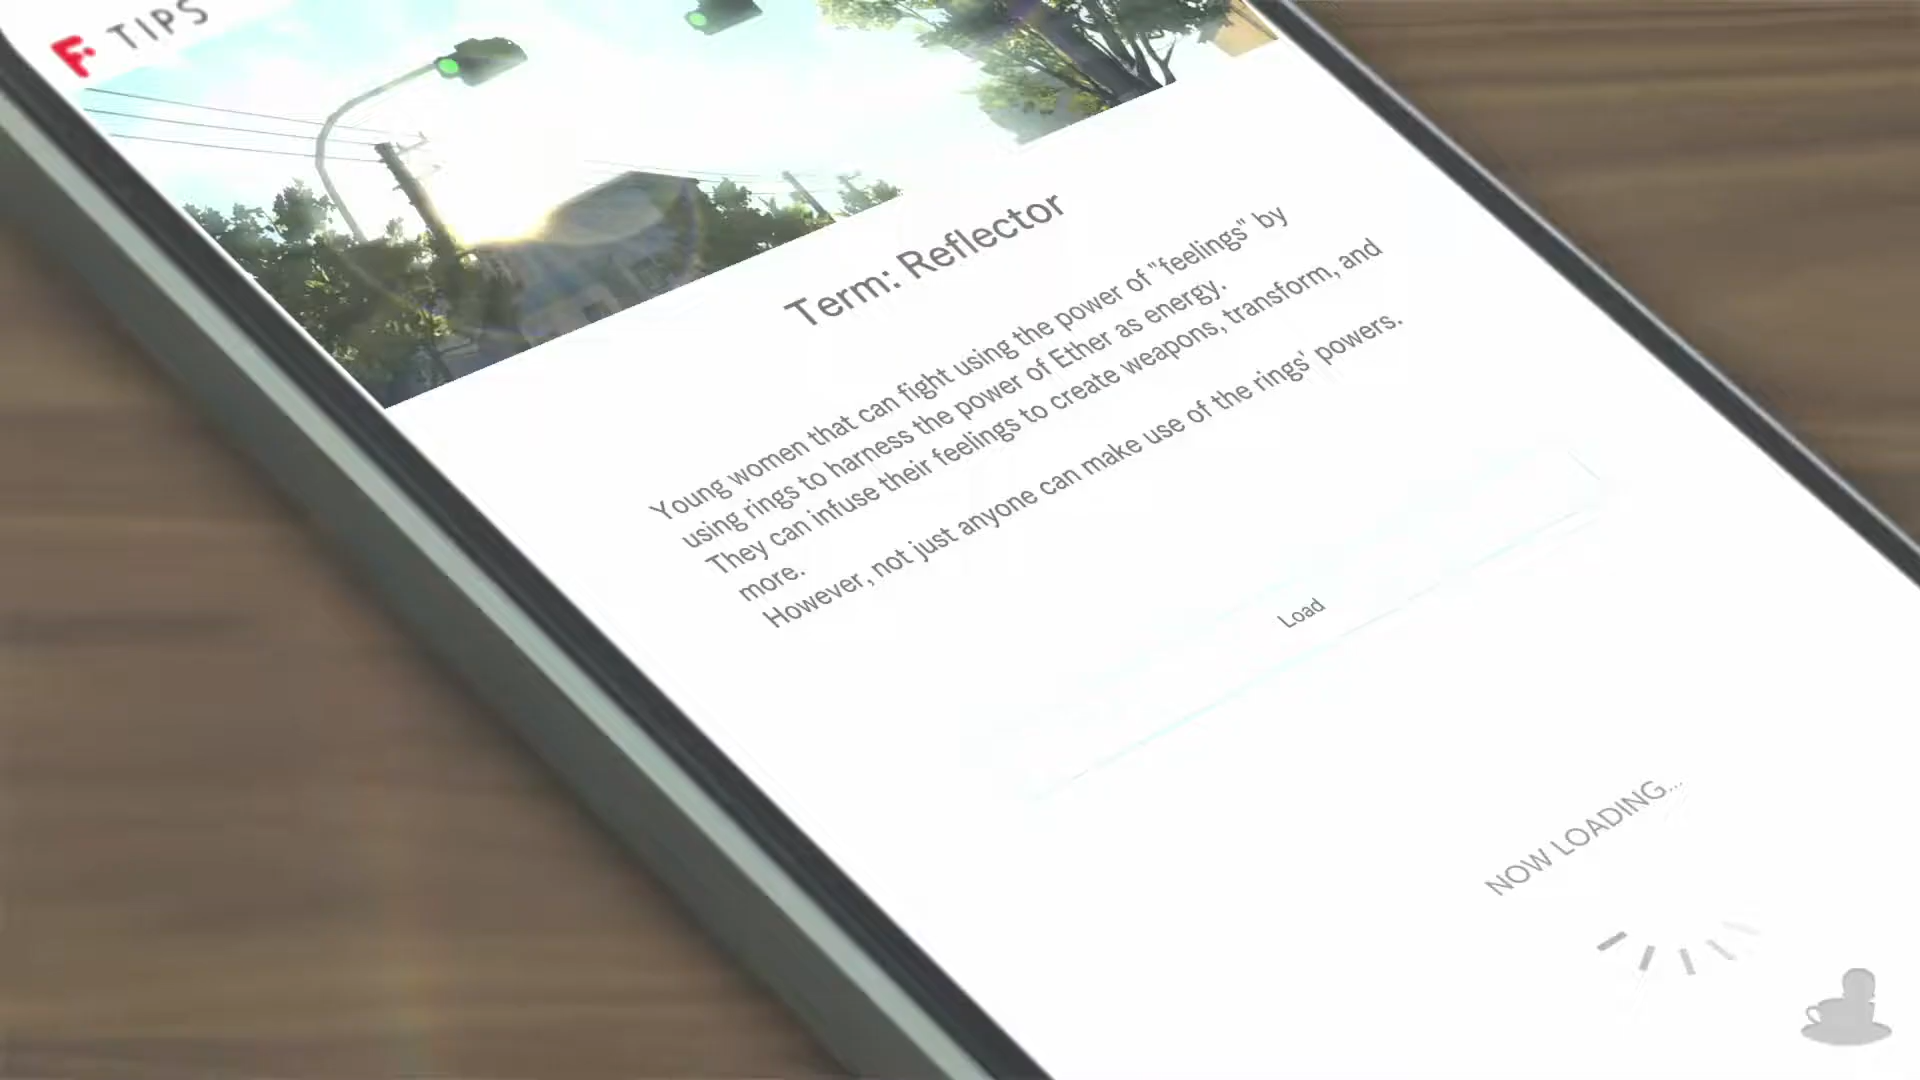 TIPS
Term: Reflector
Young women that can fight using the power of "feelings" by
using rings to harness the power of Ether as energy.
They can infuse their feelings to create weapons, transform, and
more.
However, not just anyone can make use of the rings' powers.
Load
NOW LOADING...